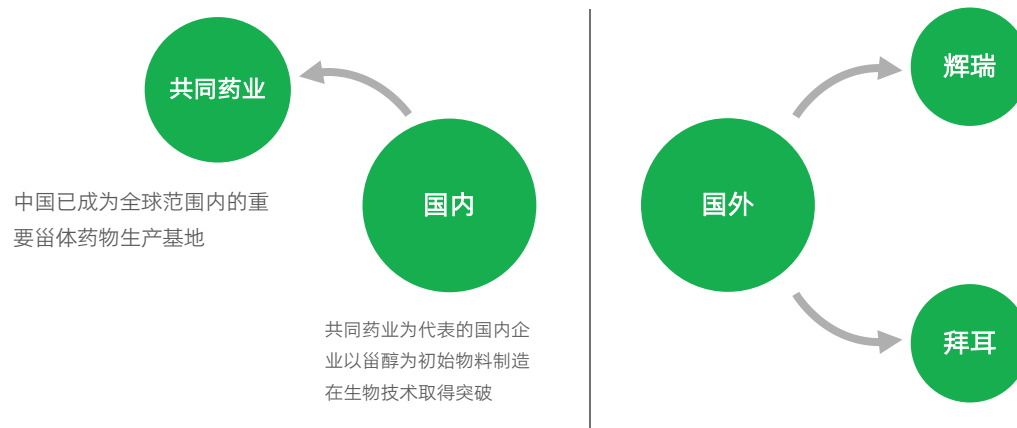 共同药业
中国已成为全球范围内的重
要甾体药物生产基地
国内
共同药业为代表的国内企
业以甾醇为初始物料制造
在生物技术取得突破
国外
辉瑞
拜耳